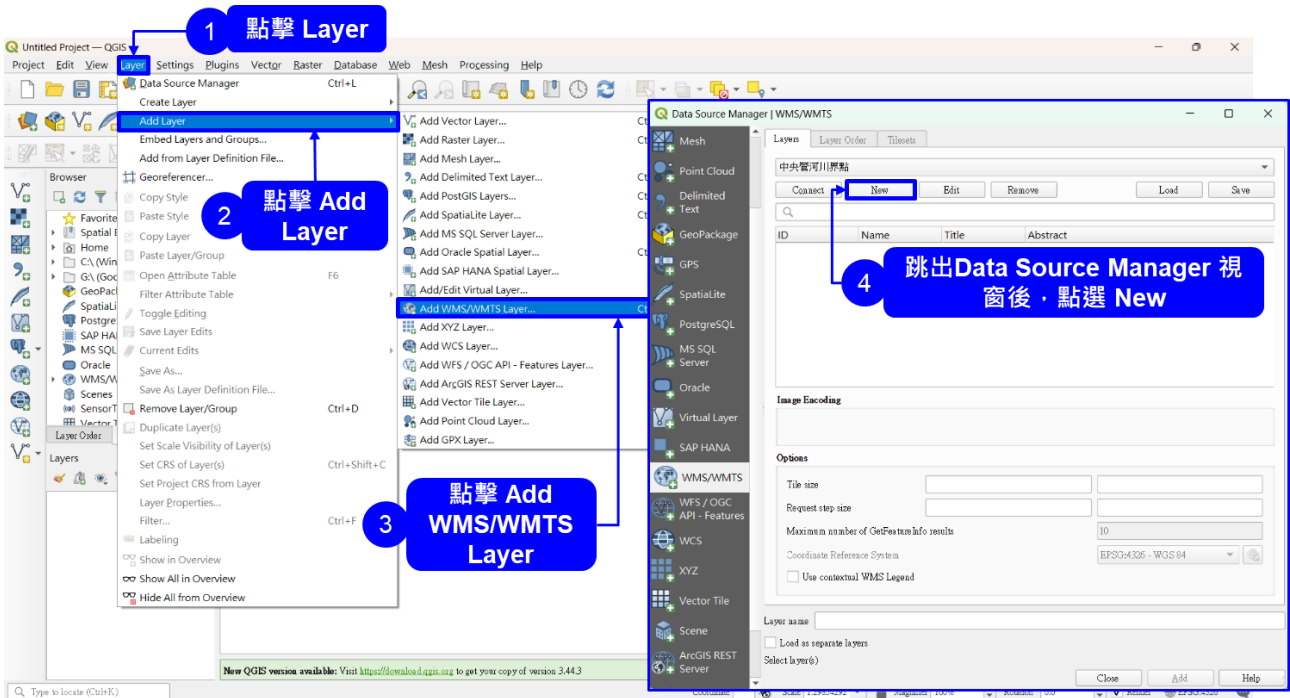 1
點擊 Layer
Untitled Project — QGIS
Project Edit View Layer Settings Plugins Vector Raster Database Web Mesh Processing Help
Data Source Manager Ctrl+L
Create Layer
Add Layer
Embed Layers and Groups...
Add from Layer Definition File...
Georeferencer...
Copy Style
Paste Style
Copy Layer
Paste Layer/Group
Open Attribute Table F6
Filter Attribute Table
Toggle Editing
Save Layer Edits
Current Edits
Save As...
Save As Layer Definition File...
Remove Layer/Group Ctrl+D
Duplicate Layer(s)
Set Scale Visibility of Layer(s)
Set CRS of Layer(s) Ctrl+Shift+C
Set Project CRS from Layer
Layer Properties...
Filter... Ctrl+F
Labeling
Show in Overview
Show All in Overview
Hide All from Overview
2
點擊 Add
Layer
Browser
Favorite
Spatial
Home
C:\ (Win
G:\ (Goo
GeoPac
SpatiaLi
Postgre
SAP HA
MS SQL
Oracle
WMS/W
Scenes
SensorT
Vector T
Layer Order
Layers
Add Vector Layer...
Add Raster Layer...
Add Mesh Layer...
Add Delimited Text Layer...
Add PostGIS Layers...
Add SpatiaLite Layer...
Add MS SQL Server Layer...
Add Oracle Spatial Layer...
Add SAP HANA Spatial Layer...
Add/Edit Virtual Layer...
Add WMS/WMTS Layer...
Add XYZ Layer...
Add WCS Layer...
Add WFS / OGC API - Features Layer...
Add ArcGIS REST Server Layer...
Add Vector Tile Layer...
Add Point Cloud Layer...
Add GPX Layer...
3
點擊 Add
WMS/WMTS
Layer
New QGIS version available: Visit https://download.qgis.org to get your copy of version 3.44.3
Type to locate (Ctrl+K)
Data Source Manager | WMS/WMTS
Mesh
Point Cloud
Delimited
Text
GeoPackage
GPS
SpatiaLite
PostgreSQL
MS SQL
Server
Oracle
Virtual Layer
SAP HANA
WMS/WMTS
WFS / OGC
API - Features
WCS
XYZ
Vector Tile
Scene
ArcGIS REST
Server
Layers Layer Order Tilesets
中央管河川界點
Connect New Edit Remove Load Save
ID Name Title Abstract
4
跳出Data Source Manager 視
窗後，點選 New
Image Encoding
Options
Tile size
Request step size
Maximum number of GetFeatureInfo results 10
Coordinate Reference System EPSG:4326 - WGS 84
Use contextual WMS Legend
Layer name
Load as separate layers
Select layer(s)
Close Add Help